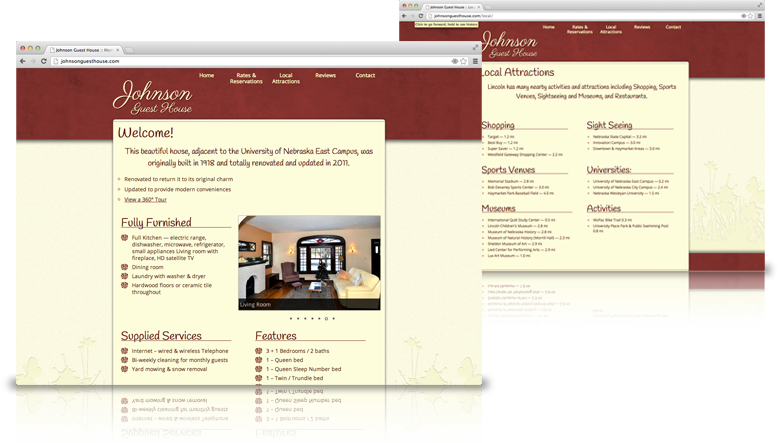 Johnson Guest House :: Hom
johnsonguesthouse.com
Johnson
Guest House
Home
Rates &
Reservations
Local
Attractions
Reviews
Contact
Welcome!
This beautiful house, adjacent to the University of Nebraska East Campus, was
originally built in 1918 and totally renovated and updated in 2011.
Renovated to return it to its original charm
Updated to provide modern conveniences
View a 360° Tour
Fully Furnished
Full Kitchen — electric range,
dishwasher, microwave, refrigerator,
small appliances Living room with
fireplace, HD satellite TV
Dining room
Laundry with washer & dryer
Hardwood floors or ceramic tile
throughout
Living Room
Supplied Services
Internet – wired & wireless Telephone
Bi-weekly cleaning for monthly guests
Yard mowing & snow removal
Features
3 + 1 Bedrooms / 2 baths
1 – Queen bed
1 – Queen Sleep Number bed
1 – Twin / Trundle bed
Johnson Guest House :: Loc
johnsonguesthouse.com/local/
Click to go forward, hold to see history
Johnson
Guest House
Home
Rates &
Reservations
Local
Attractions
Reviews
Contact
Local Attractions
Lincoln has many nearby activities and attractions including Shopping, Sports
Venues, Sightseeing and Museums, and Restaurants.
Shopping
Target — 1.2 mi
Best Buy — 1.2 mi
Super Saver — 1.2 mi
Westfield Gateway Shopping Center — 2.2 mi
Sight Seeing
Nebraska State Capital — 3.2 mi
Innovation Campus — 3.0 mi
Downtown & Haymarket Areas — 3.0 mi
Sports Venues
Memorial Stadium — 2.8 mi
Bob Devaney Sports Center — 3.0 mi
Haymarket Park Baseball Field — 4.0 mi
Universities:
University of Nebraska East Campus — 0.2 mi
University of Nebraska City Campus — 2.4 mi
Nebraska Wesleyan University — 1.5 mi
Museums
International Quilt Study Center — 0.5 mi
Lincoln Children's Museum — 2.8 mi
Museum of Nebraska History — 2.8 mi
Museum of Natural History (Morrill Hall) — 2.3 mi
Sheldon Museum of Art — 2.9 mi
Lied Center for Performing Arts — 2.9 mi
Lux Art Museum — 1.0 mi
Activities
MoPac Bike Trail 0.3 mi
University Place Park & Public Swimming Pool
0.8 mi